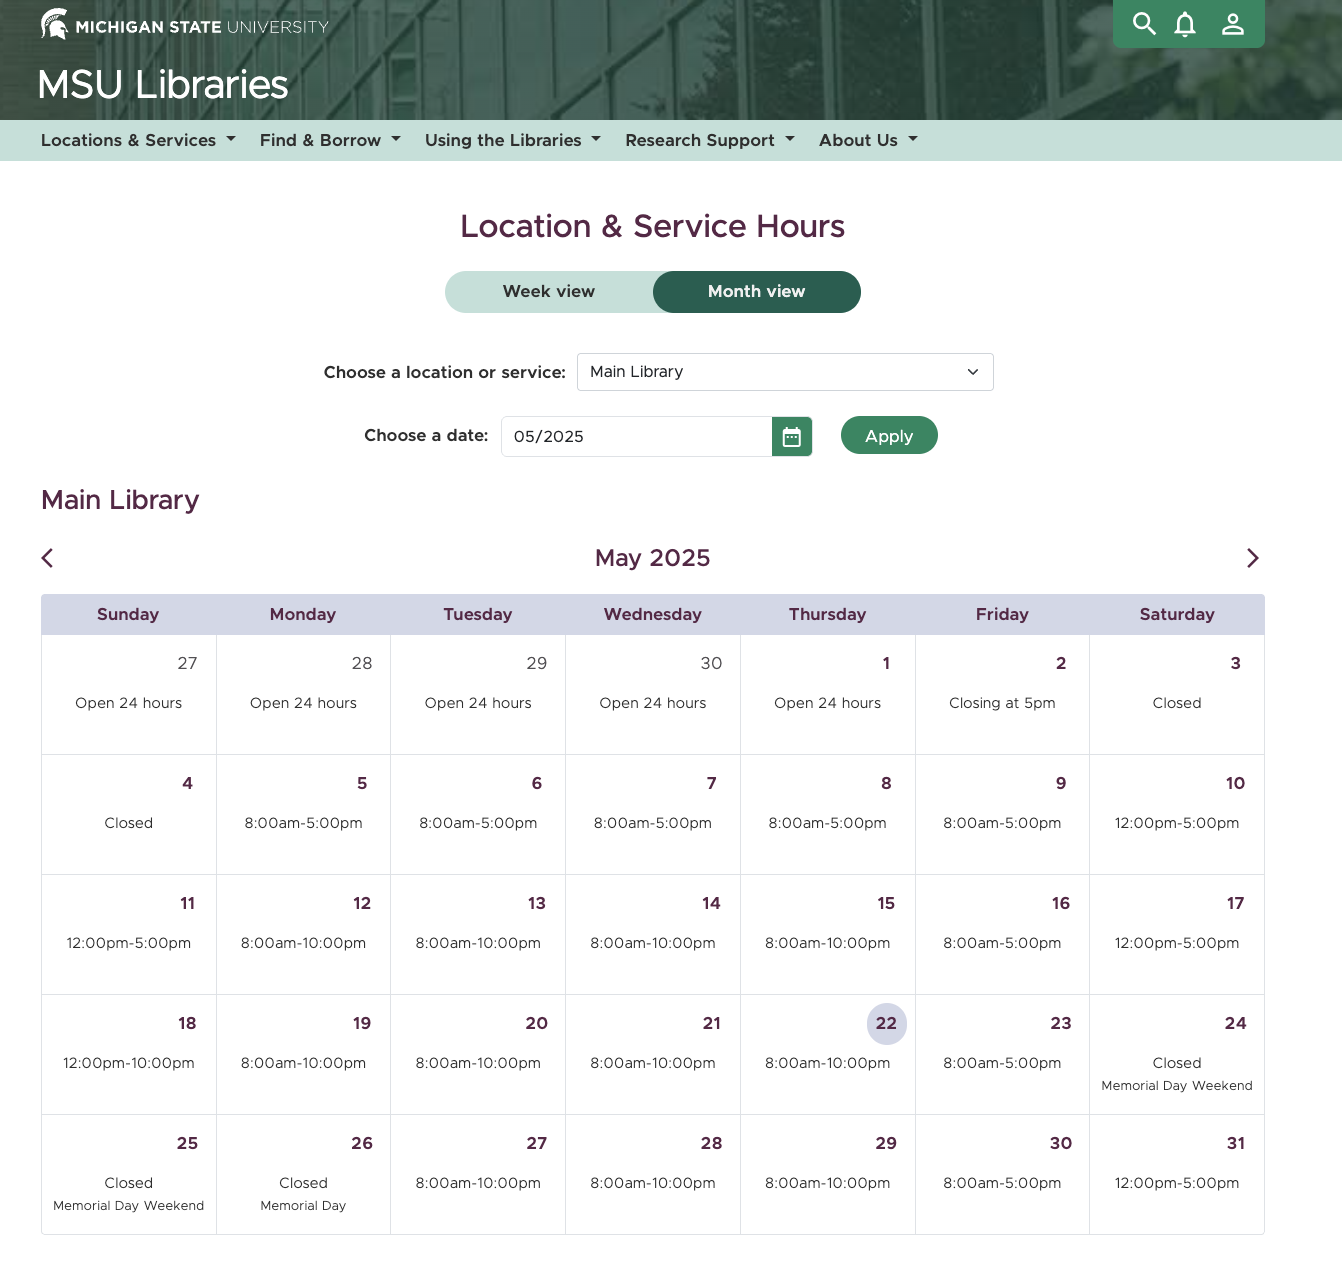 MICHIGAN STATE UNIVERSITY
MSU Libraries
Locations & Services Find & Borrow Using the Libraries Research Support About Us
Location & Service Hours
Week view Month view
Choose a location or service: Main Library
Choose a date: 05/2025 Apply
Main Library
May 2025
Sunday Monday Tuesday Wednesday Thursday Friday Saturday
27 28 29 30 1 2 3
Open 24 hours Open 24 hours Open 24 hours Open 24 hours Open 24 hours Closing at 5pm Closed
4 5 6 7 8 9 10
Closed 8:00am-5:00pm 8:00am-5:00pm 8:00am-5:00pm 8:00am-5:00pm 8:00am-5:00pm 12:00pm-5:00pm
11 12 13 14 15 16 17
12:00pm-5:00pm 8:00am-10:00pm 8:00am-10:00pm 8:00am-10:00pm 8:00am-10:00pm 8:00am-5:00pm 12:00pm-5:00pm
18 19 20 21 22 23 24
12:00pm-10:00pm 8:00am-10:00pm 8:00am-10:00pm 8:00am-10:00pm 8:00am-10:00pm 8:00am-5:00pm Closed
Memorial Day Weekend
25 26 27 28 29 30 31
Closed Closed 8:00am-10:00pm 8:00am-10:00pm 8:00am-10:00pm 8:00am-5:00pm 12:00pm-5:00pm
Memorial Day Weekend Memorial Day